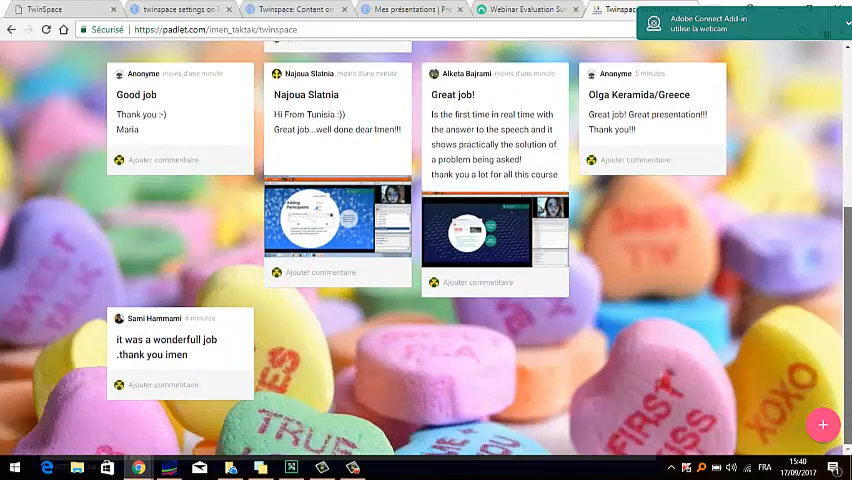 TwinSpace
twinspace settings on l
Twinspace: Content on
Mes présentations | Pre
Webinar Evaluation Su
Adobe Connect Add-in
utilise la webcam
Sécurisé
https://padlet.com/imen_taktak/twinspace
Anonyme moins d'une minute
Good job
Thank you :-)
Maria
Ajouter commentaire
Najoua Slatnia moins d'une minute
Najoua Slatnia
Hi From Tunisia :))
Great job...well done dear Imen!!!
Adding
Participants
Ajouter commentaire
Alketa Bajrami moins d'une minute
Great job!
Is the first time in real time with
the answer to the speech and it
shows practically the solution of
a problem being asked!
thank you a lot for all this course
Ajouter commentaire
Anonyme 5 minutes
Olga Keramida/Greece
Great job! Great presentation!!!
Thank you!!!
Ajouter commentaire
Sami Hammami 6 minutes
it was a wonderfull job
.thank you imen
Ajouter commentaire
FIRST
KISS
XOXO
FRA
15:40
17/09/2017